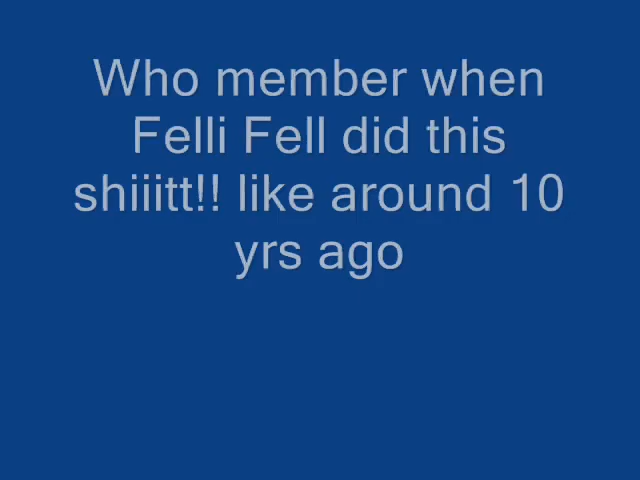 Who member when
Felli Fell did this
shiiitt!! like around 10
yrs ago